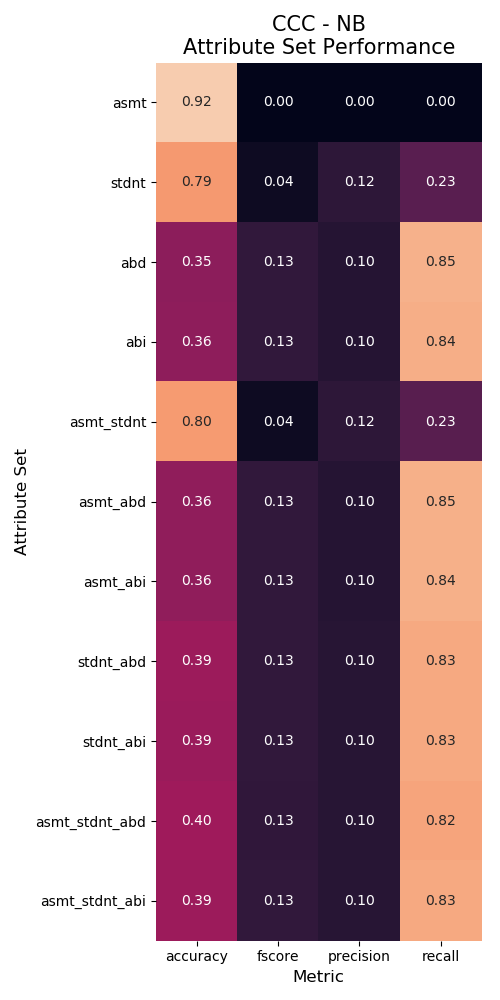 CCC - NB
Attribute Set Performance
asmt 0.92 0.00 0.00 0.00
stdnt 0.79 0.04 0.12 0.23
abd 0.35 0.13 0.10 0.85
abi 0.36 0.13 0.10 0.84
asmt_stdnt 0.80 0.04 0.12 0.23
asmt_abd 0.36 0.13 0.10 0.85
asmt_abi 0.36 0.13 0.10 0.84
stdnt_abd 0.39 0.13 0.10 0.83
stdnt_abi 0.39 0.13 0.10 0.83
asmt_stdnt_abd 0.40 0.13 0.10 0.82
asmt_stdnt_abi 0.39 0.13 0.10 0.83
accuracy fscore precision recall
Metric
Attribute Set